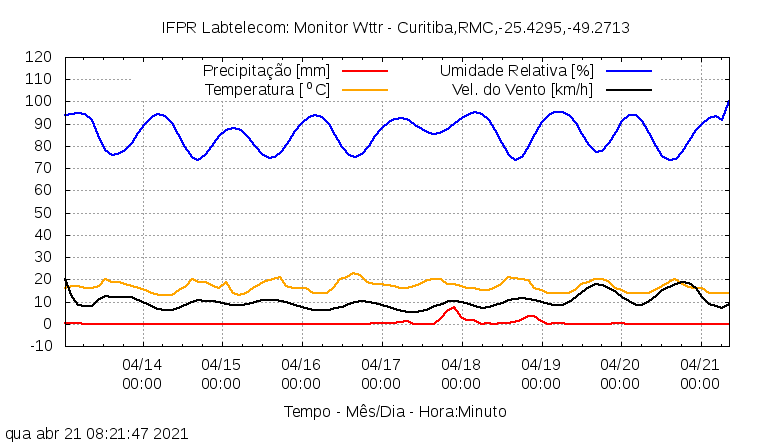 IFPR Labtelecom: Monitor Wttr - Curitiba,RMC,-25.4295,-49.2713
120
110
100
90
80
70
60
50
40
30
20
10
0
-10
Precipitação [mm]
Temperatura [⁰C]
Umidade Relativa [%]
Vel. do Vento [km/h]
04/14 04/15 04/16 04/17 04/18 04/19 04/20 04/21
00:00 00:00 00:00 00:00 00:00 00:00 00:00 00:00
Tempo - Mês/Dia - Hora:Minuto
qua abr 21 08:21:47 2021